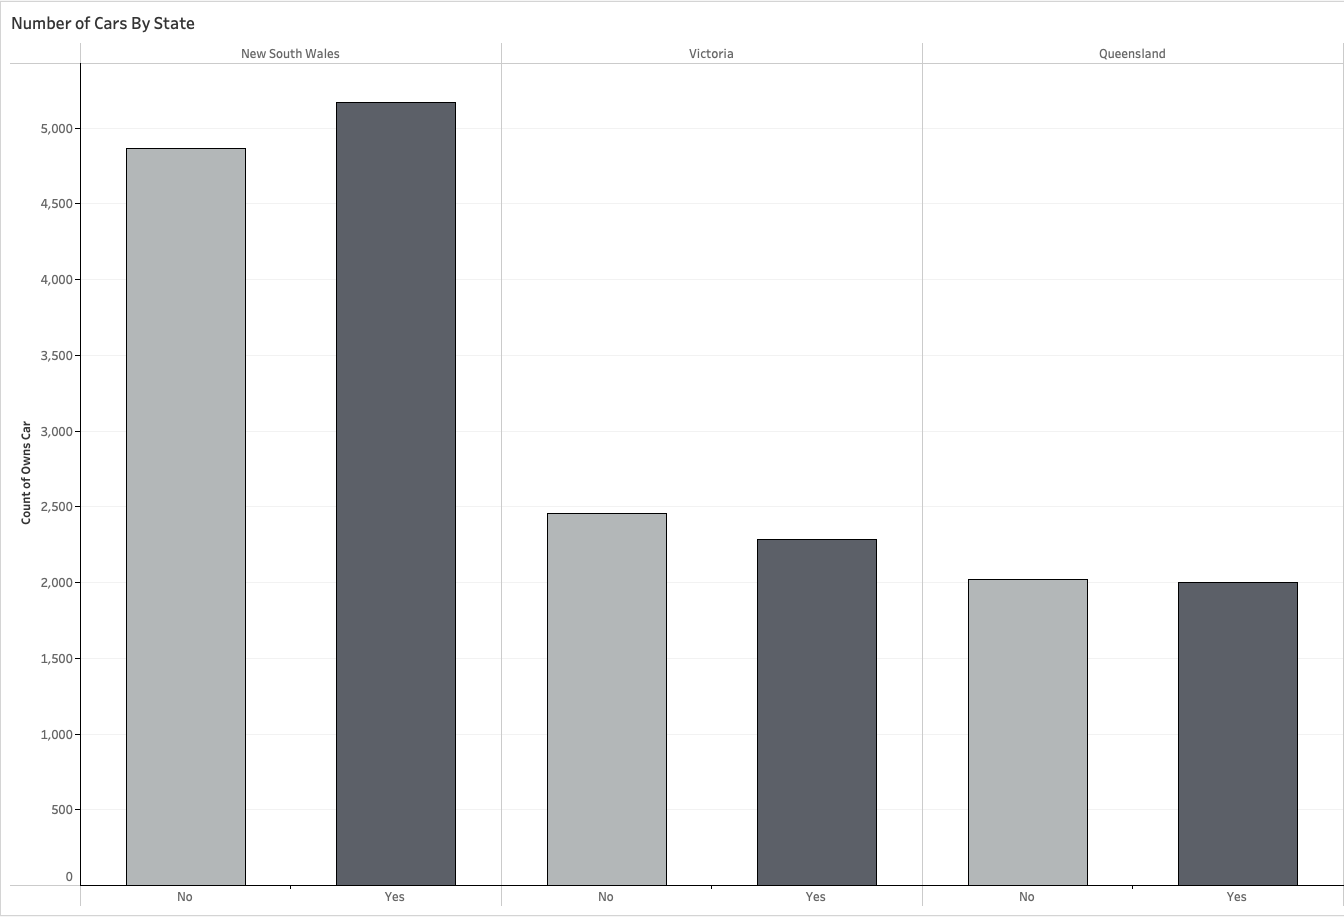 Number of Cars By State
New South Wales Victoria Queensland
5,000
4,500
4,000
3,500
3,000
2,500
2,000
1,500
1,000
500
0
Count of Owns Car
No Yes No Yes No Yes